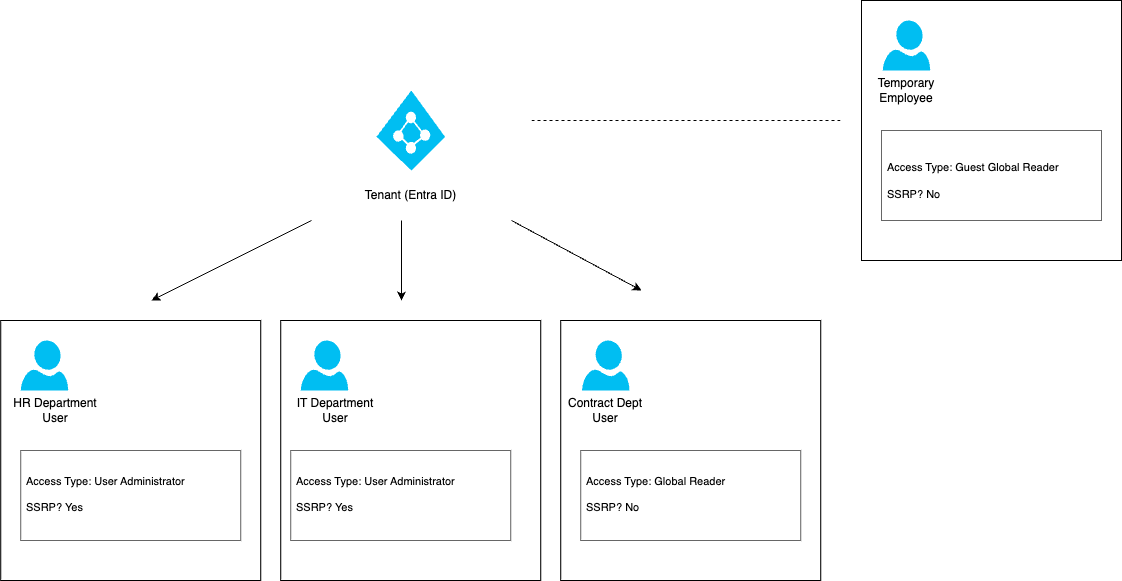 Temporary
Employee
Access Type: Guest Global Reader
SSRP? No
Tenant (Entra ID)
HR Department
User
Access Type: User Administrator
SSRP? Yes
IT Department
User
Access Type: User Administrator
SSRP? Yes
Contract Dept
User
Access Type: Global Reader
SSRP? No